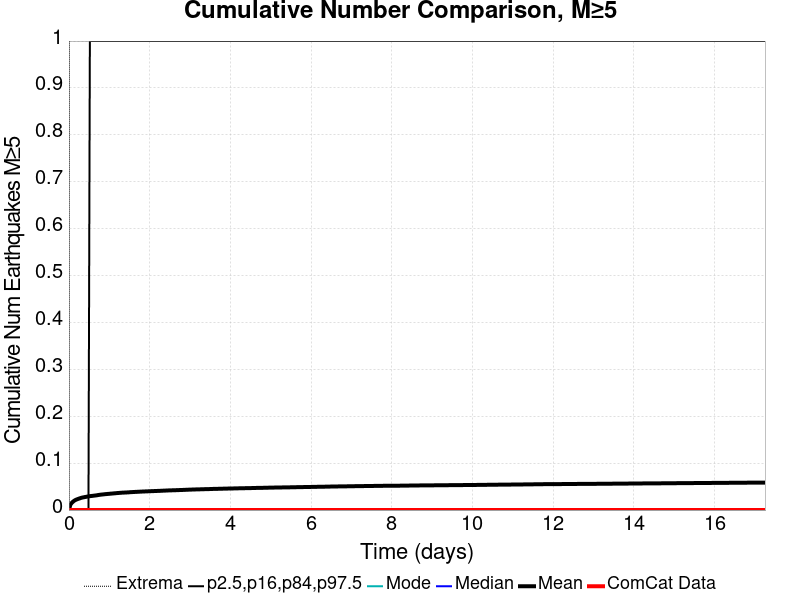 Cumulative Number Comparison, M≥5
Cumulative Num Earthquakes M≥5
1
0.9
0.8
0.7
0.6
0.5
0.4
0.3
0.2
0.1
0
0 2 4 6 8 10 12 14 16
Time (days)
Extrema p2.5,p16,p84,p97.5 Mode Median Mean ComCat Data